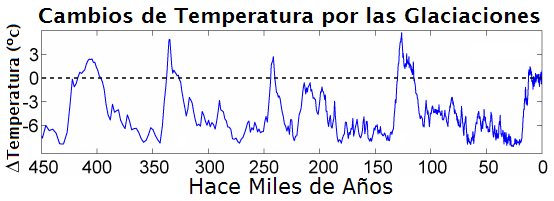 Cambios de Temperatura por las Glaciaciones
ΔTemperatura (ºc)
3
0
-3
-6
450 400 350 300 250 200 150 100 50 0
Hace Miles de Años